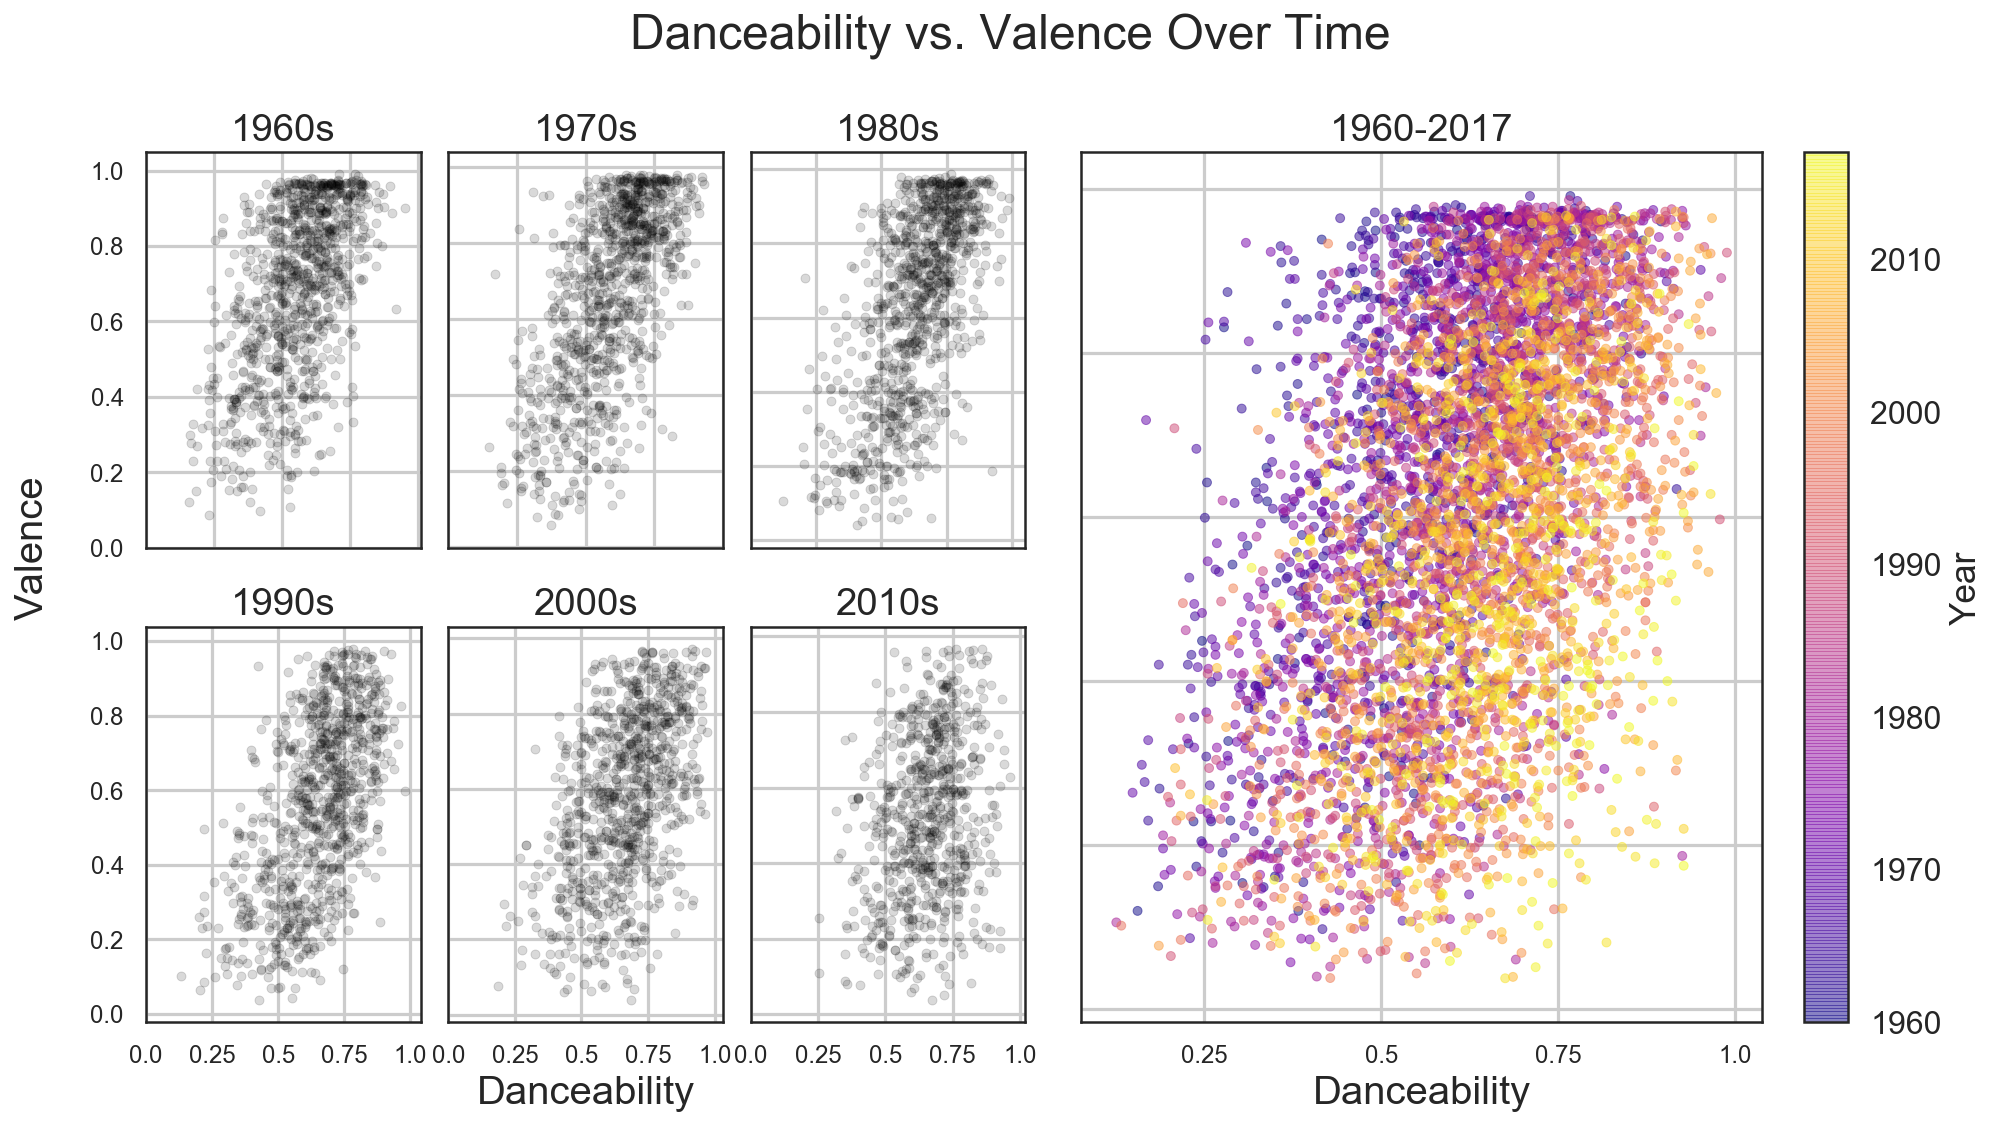 Danceability vs. Valence Over Time
1960s
1970s
1980s
1960-2017
1.0
0.8
0.6
0.4
0.2
0.0
Valence
1990s
2000s
2010s
1.0
0.8
0.6
0.4
0.2
0.0
0.0 0.25 0.5 0.75 1.0
0.0 0.25 0.5 0.75 1.0
0.0 0.25 0.5 0.75 1.0
Danceability
0.25 0.5 0.75 1.0
Danceability
2010
2000
1990
1980
1970
1960
Year